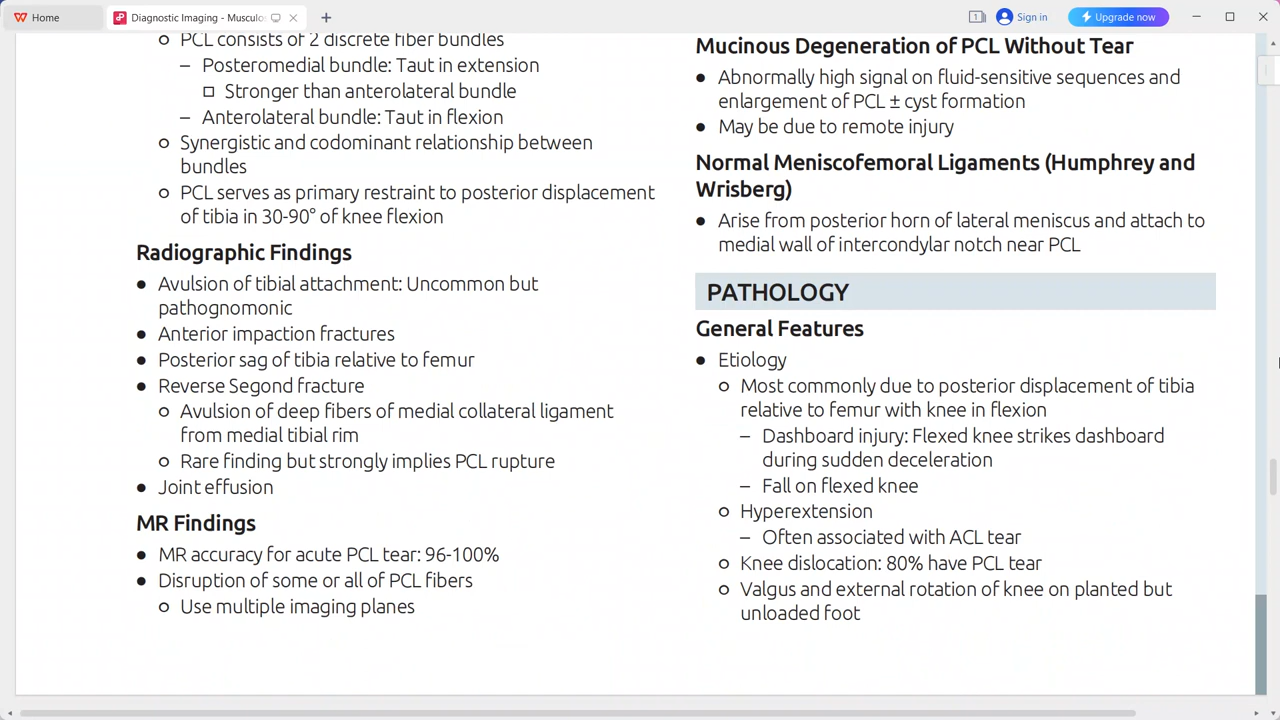 Home
Diagnostic Imaging - Musculos
1
Sign in
Upgrade now
PCL consists of 2 discrete fiber bundles
– Posteromedial bundle: Taut in extension
Stronger than anterolateral bundle
– Anterolateral bundle: Taut in flexion
Synergistic and codominant relationship between
bundles
PCL serves as primary restraint to posterior displacement
of tibia in 30-90° of knee flexion
Radiographic Findings
• Avulsion of tibial attachment: Uncommon but
pathognomonic
• Anterior impaction fractures
• Posterior sag of tibia relative to femur
• Reverse Segond fracture
Avulsion of deep fibers of medial collateral ligament
from medial tibial rim
Rare finding but strongly implies PCL rupture
• Joint effusion
MR Findings
• MR accuracy for acute PCL tear: 96-100%
• Disruption of some or all of PCL fibers
Use multiple imaging planes
Mucinous Degeneration of PCL Without Tear
• Abnormally high signal on fluid-sensitive sequences and
enlargement of PCL ± cyst formation
• May be due to remote injury
Normal Meniscofemoral Ligaments (Humphrey and
Wrisberg)
• Arise from posterior horn of lateral meniscus and attach to
medial wall of intercondylar notch near PCL
PATHOLOGY
General Features
• Etiology
Most commonly due to posterior displacement of tibia
relative to femur with knee in flexion
– Dashboard injury: Flexed knee strikes dashboard
during sudden deceleration
– Fall on flexed knee
Hyperextension
– Often associated with ACL tear
Knee dislocation: 80% have PCL tear
Valgus and external rotation of knee on planted but
unloaded foot